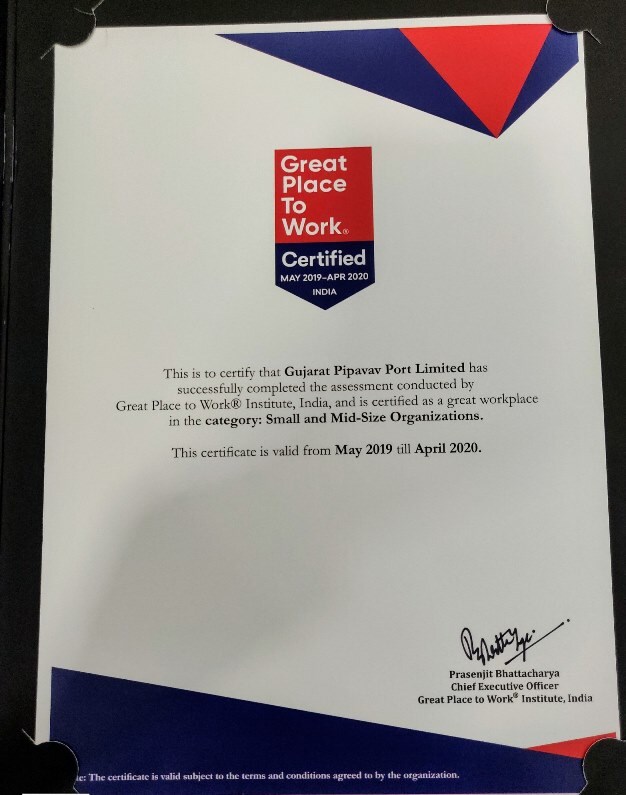 Great
Place
To
Work®
Certified
MAY 2019–APR 2020
INDIA
This is to certify that Gujarat Pipavav Port Limited has
successfully completed the assessment conducted by
Great Place to Work® Institute, India, and is certified as a great workplace
in the category: Small and Mid-Size Organizations.
This certificate is valid from May 2019 till April 2020.
Prasenjit Bhattacharya
Chief Executive Officer
Great Place to Work® Institute, India
The certificate is valid subject to the terms and conditions agreed to by the organization.